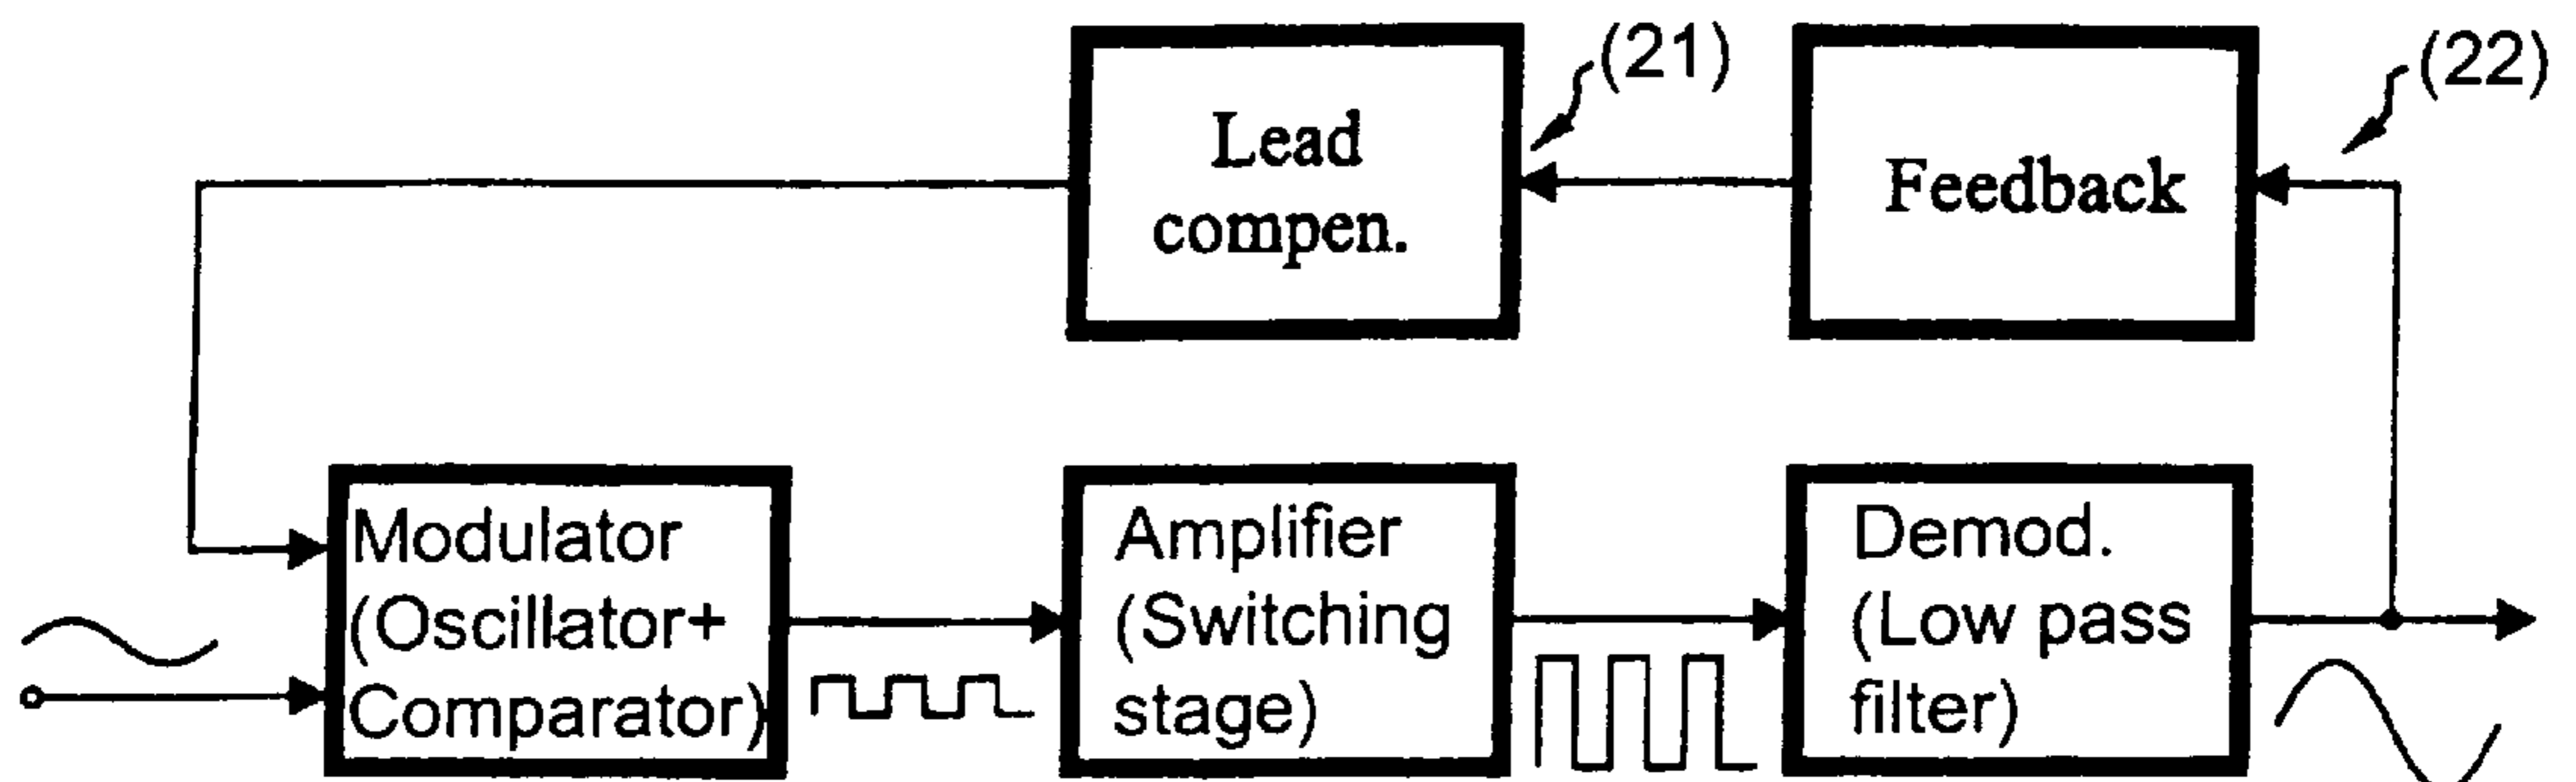 (21)
(22)
Lead
compen.
Feedback
Modulator
(Oscillator+
Comparator)
Amplifier
(Switching
stage)
Demod.
(Low pass
filter)